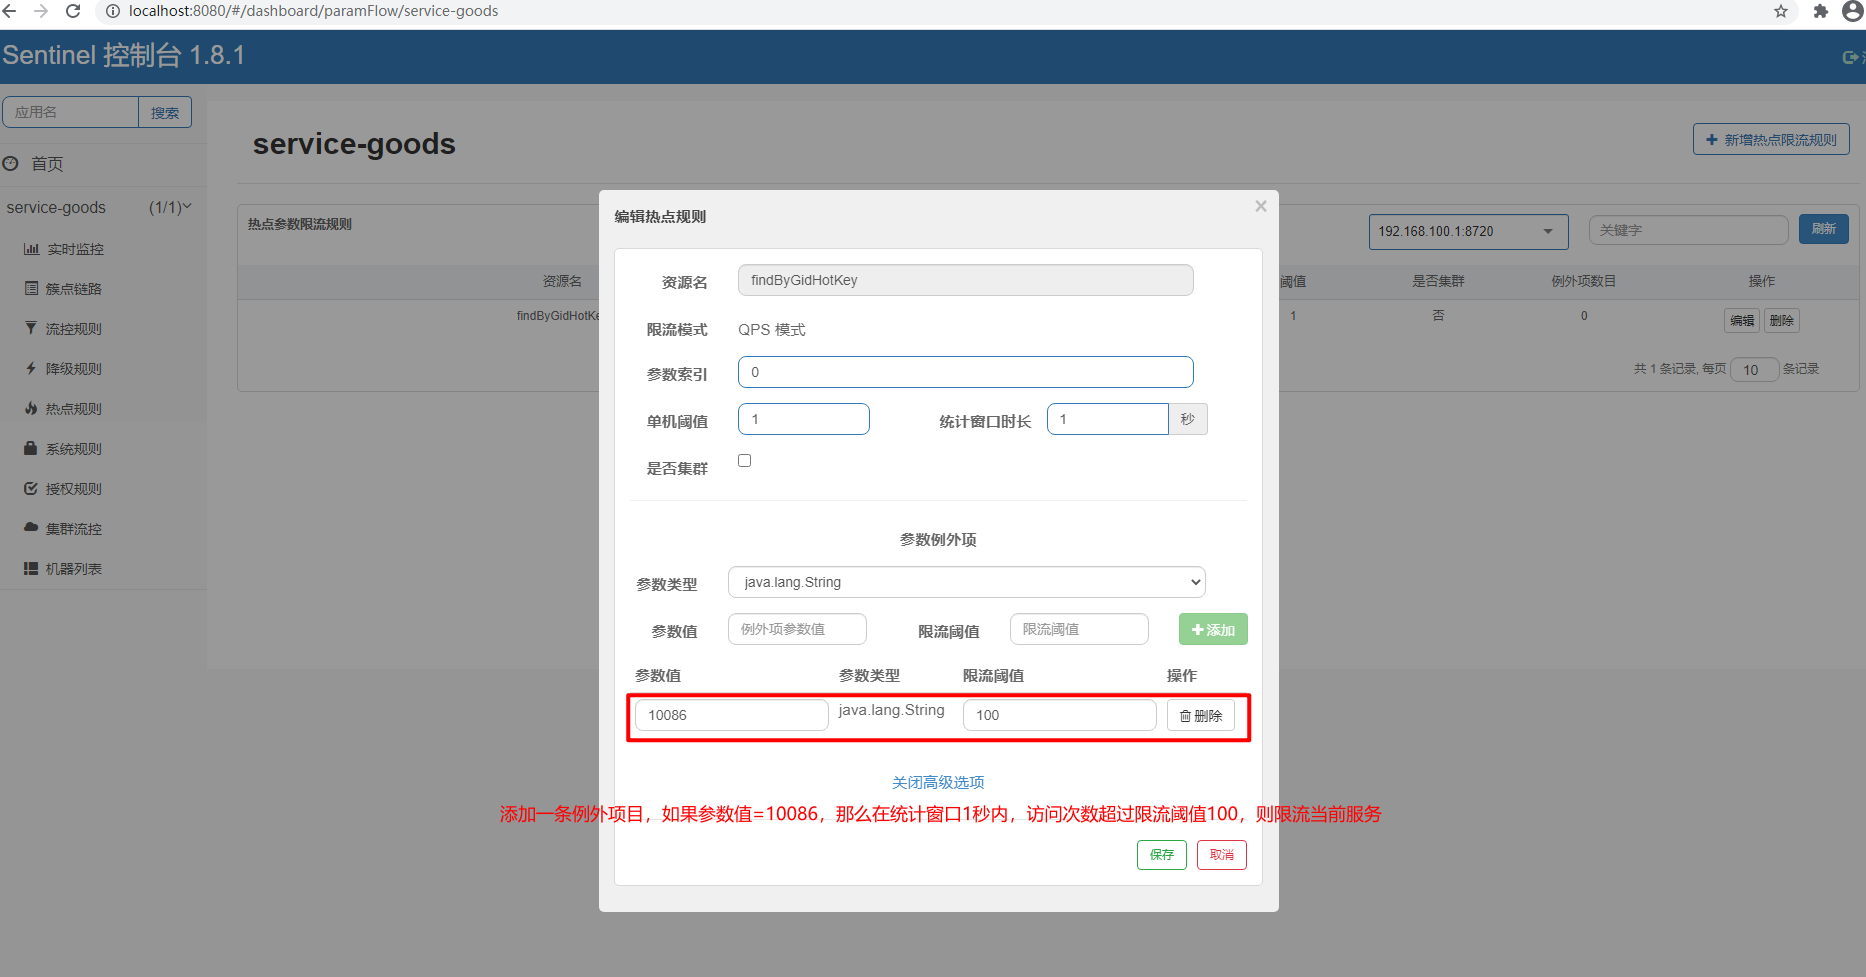 localhost:8080/#/dashboard/paramFlow/service-goods
Sentinel 控制台 1.8.1
应用名 搜索
首页
service-goods (1/1)
实时监控
簇点链路
流控规则
降级规则
热点规则
系统规则
授权规则
集群流控
机器列表
service-goods
新增热点限流规则
热点参数限流规则
192.168.100.1:8720 关键字 刷新
资源名 阈值 是否集群 例外项数目 操作
findByGidHotKe 1 否 0 编辑 删除
共 1 条记录, 每页 10 条记录
编辑热点规则 ×
资源名 findByGidHotKey
限流模式 QPS 模式
参数索引 0
单机阈值 1 统计窗口时长 1 秒
是否集群
参数例外项
参数类型 java.lang.String
参数值 例外项参数值 限流阈值 限流阈值 添加
参数值 参数类型 限流阈值 操作
10086 java.lang.String 100 删除
关闭高级选项
添加一条例外项目，如果参数值=10086，那么在统计窗口1秒内，访问次数超过限流阈值100，则限流当前服务
保存 取消